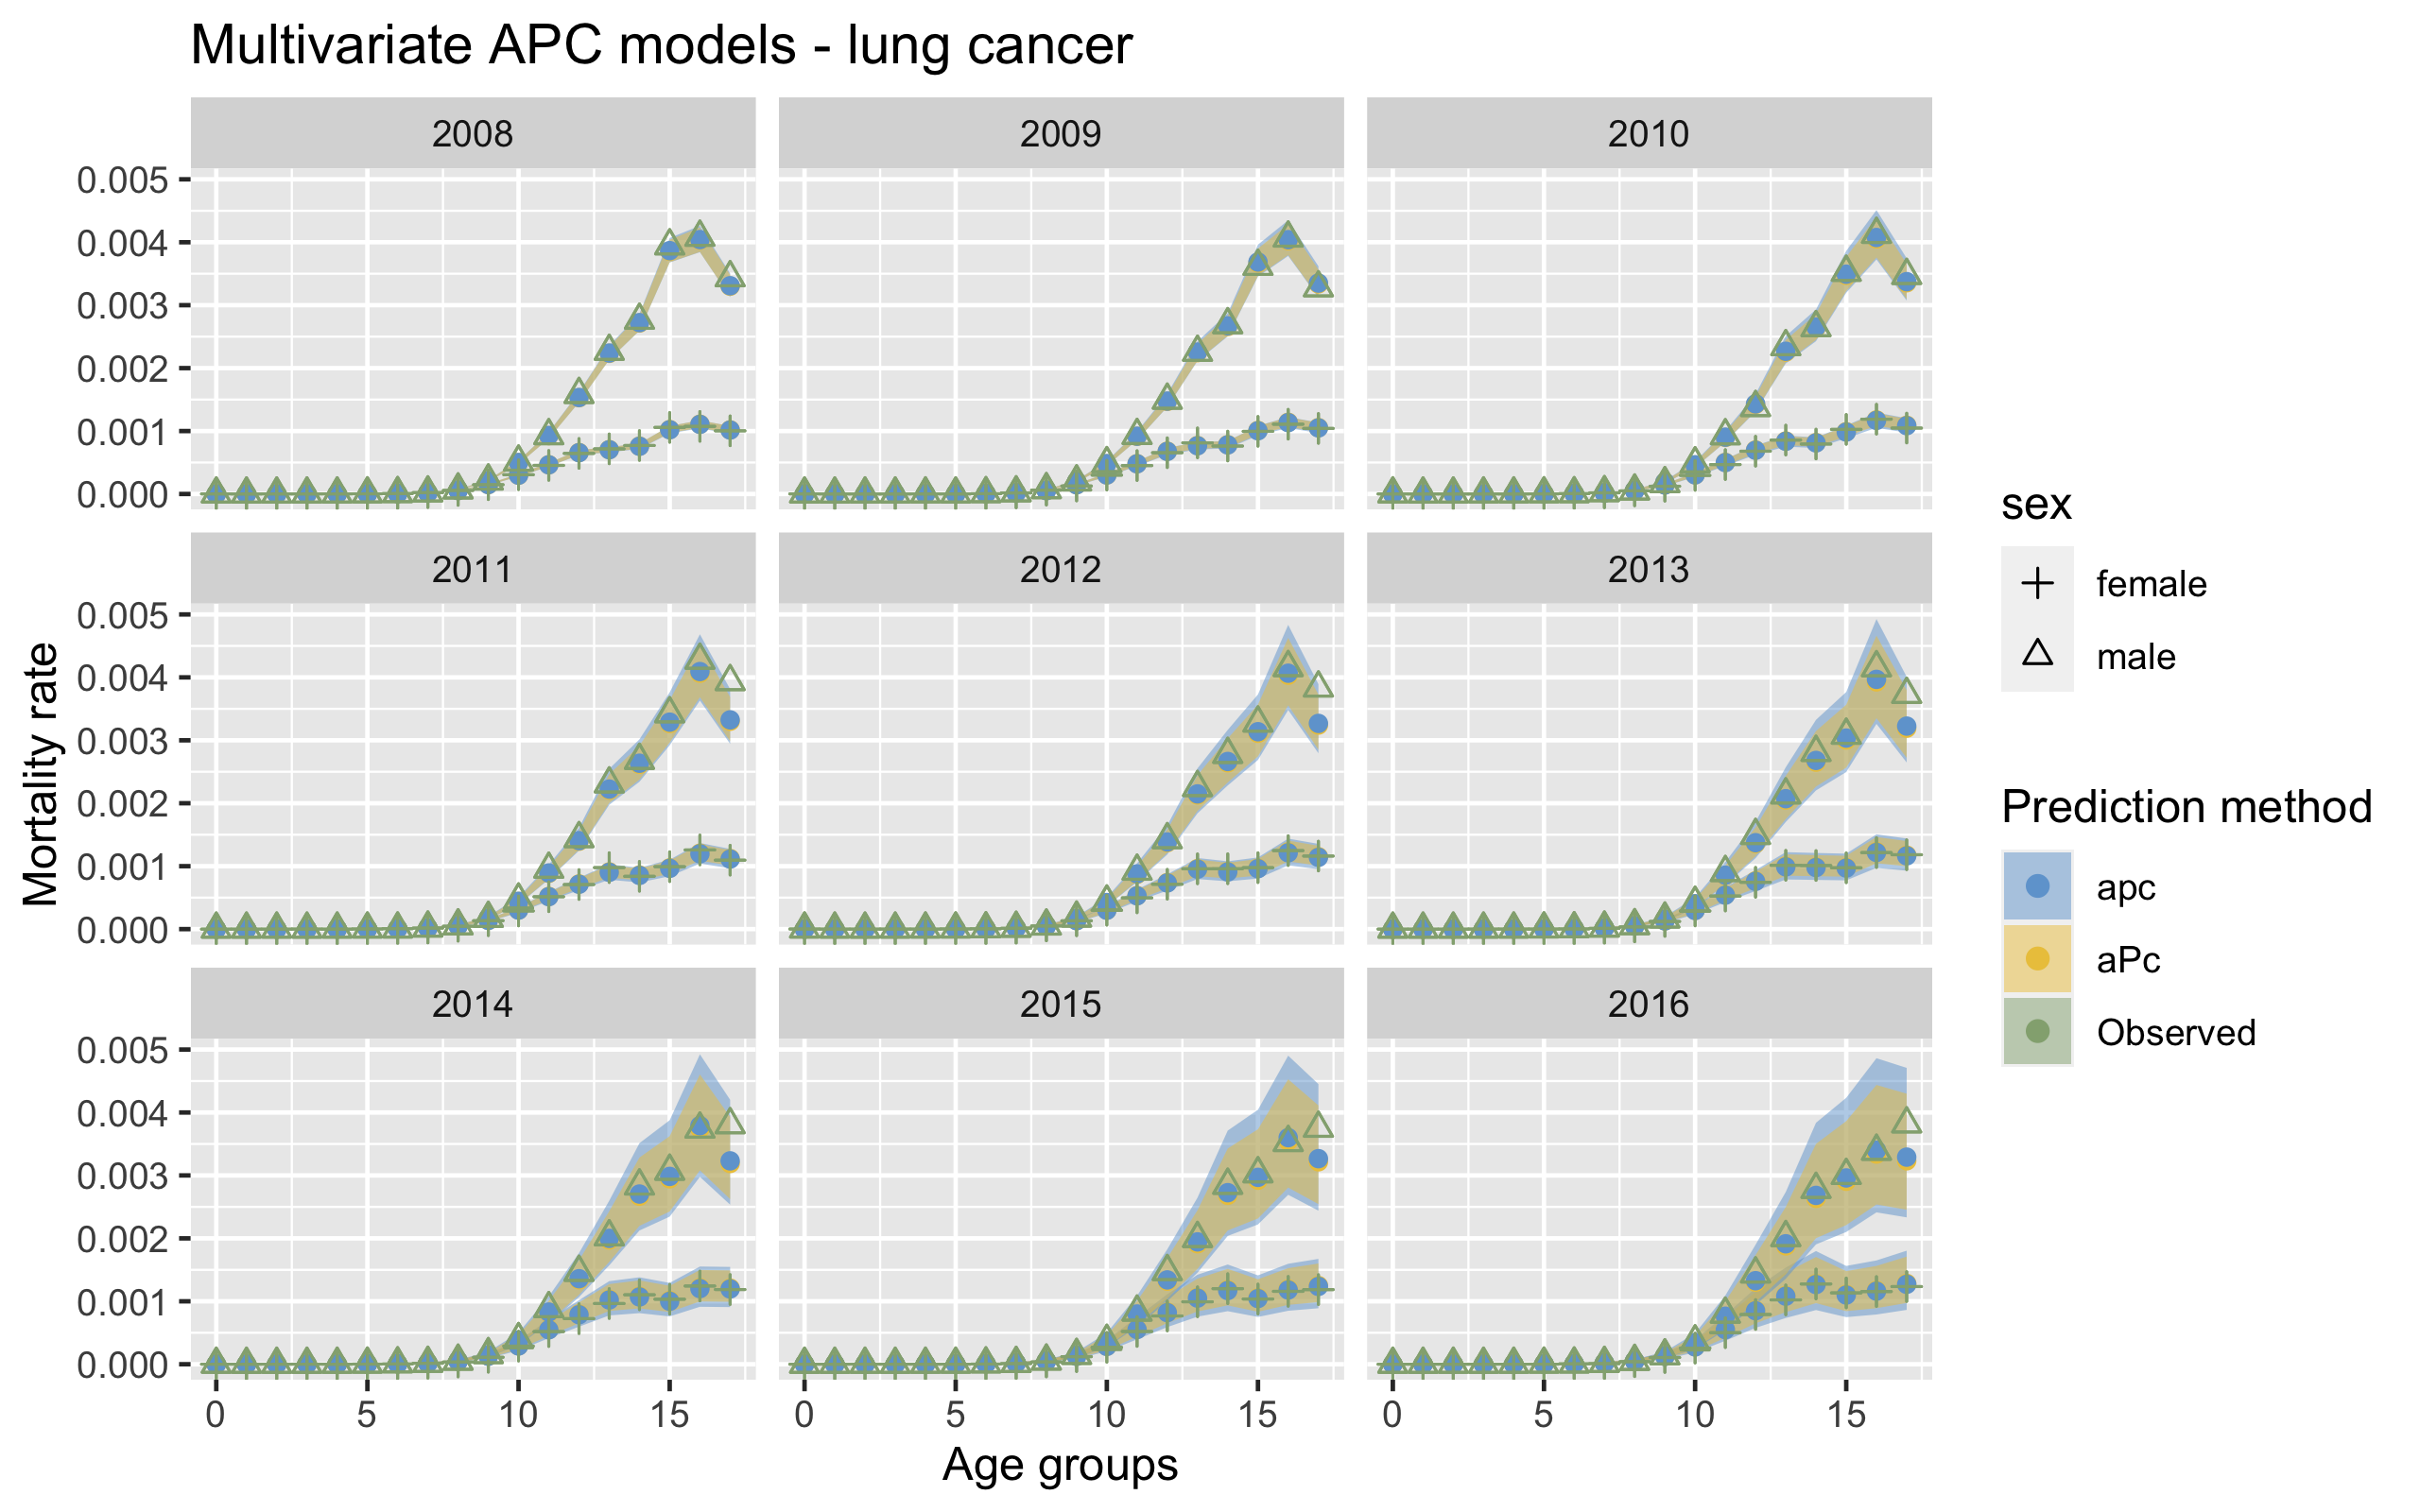 Multivariate APC models - lung cancer
2008 2009 2010
0.005
0.004
0.003
0.002
0.001
0.000
2011 2012 2013
0.005
0.004
0.003
0.002
0.001
0.000
2014 2015 2016
0.005
0.004
0.003
0.002
0.001
0.000
0 5 10 15 0 5 10 15 0 5 10 15
Age groups
Mortality rate
sex
female
male
Prediction method
apc
aPc
Observed